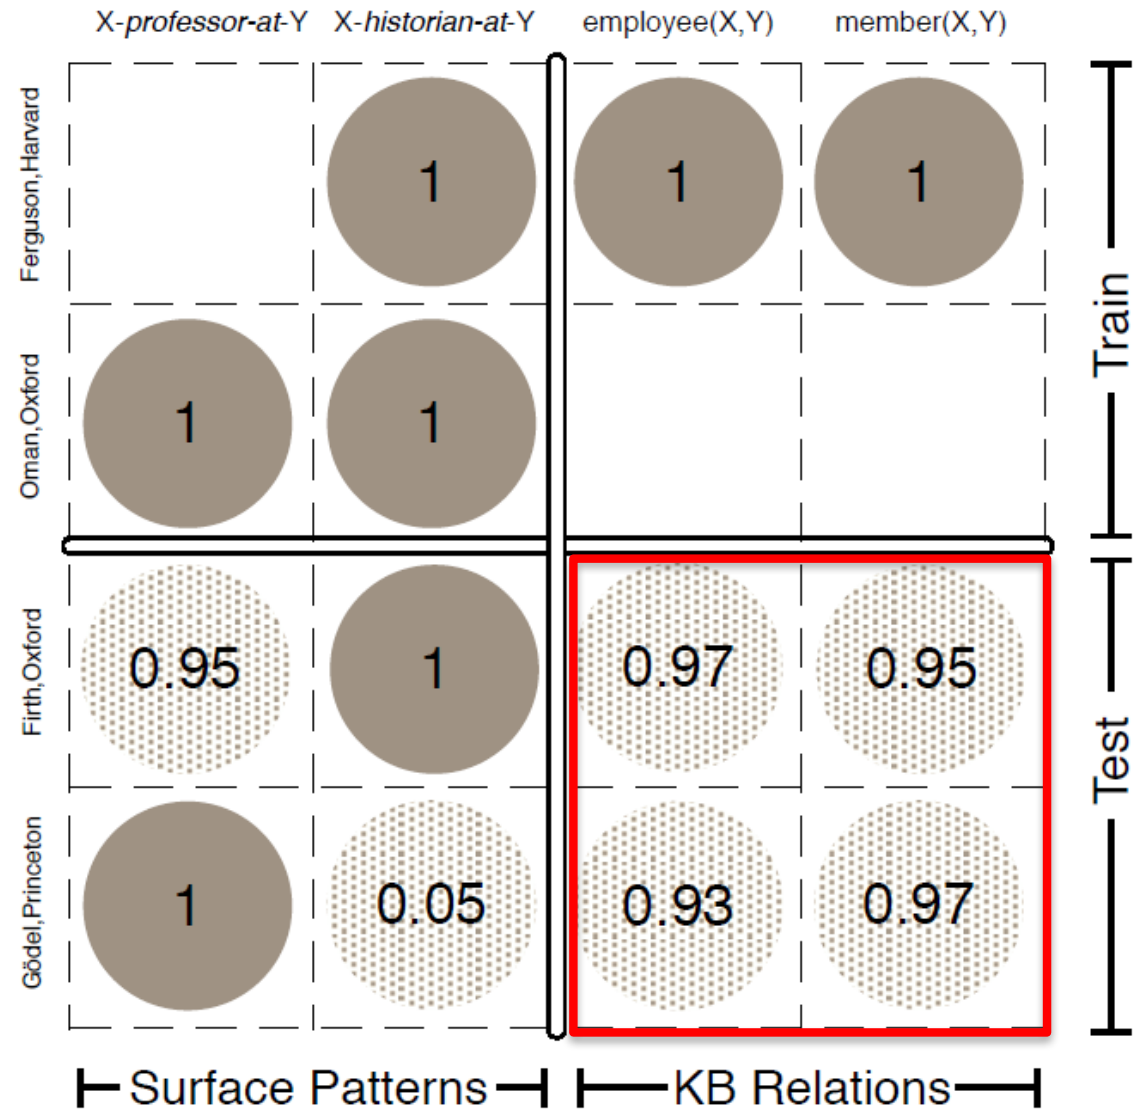 X-professor-at-Y X-historian-at-Y employee(X,Y) member(X,Y)
Ferguson,Harvard
1 1 1
Train
Oman,Oxford
1 1
Firth,Oxford
0.95 1 0.97 0.95
Test
Gödel,Princeton
1 0.05 0.93 0.97
Surface Patterns KB Relations